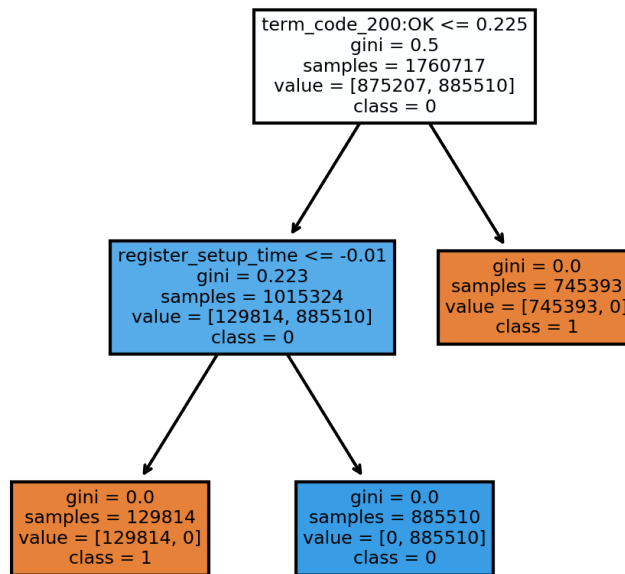 term_code_200:OK <= 0.225
gini = 0.5
samples = 1760717
value = [875207, 885510]
class = 0
register_setup_time <= -0.01
gini = 0.223
samples = 1015324
value = [129814, 885510]
class = 0
gini = 0.0
samples = 745393
value = [745393, 0]
class = 1
gini = 0.0
samples = 129814
value = [129814, 0]
class = 1
gini = 0.0
samples = 885510
value = [0, 885510]
class = 0